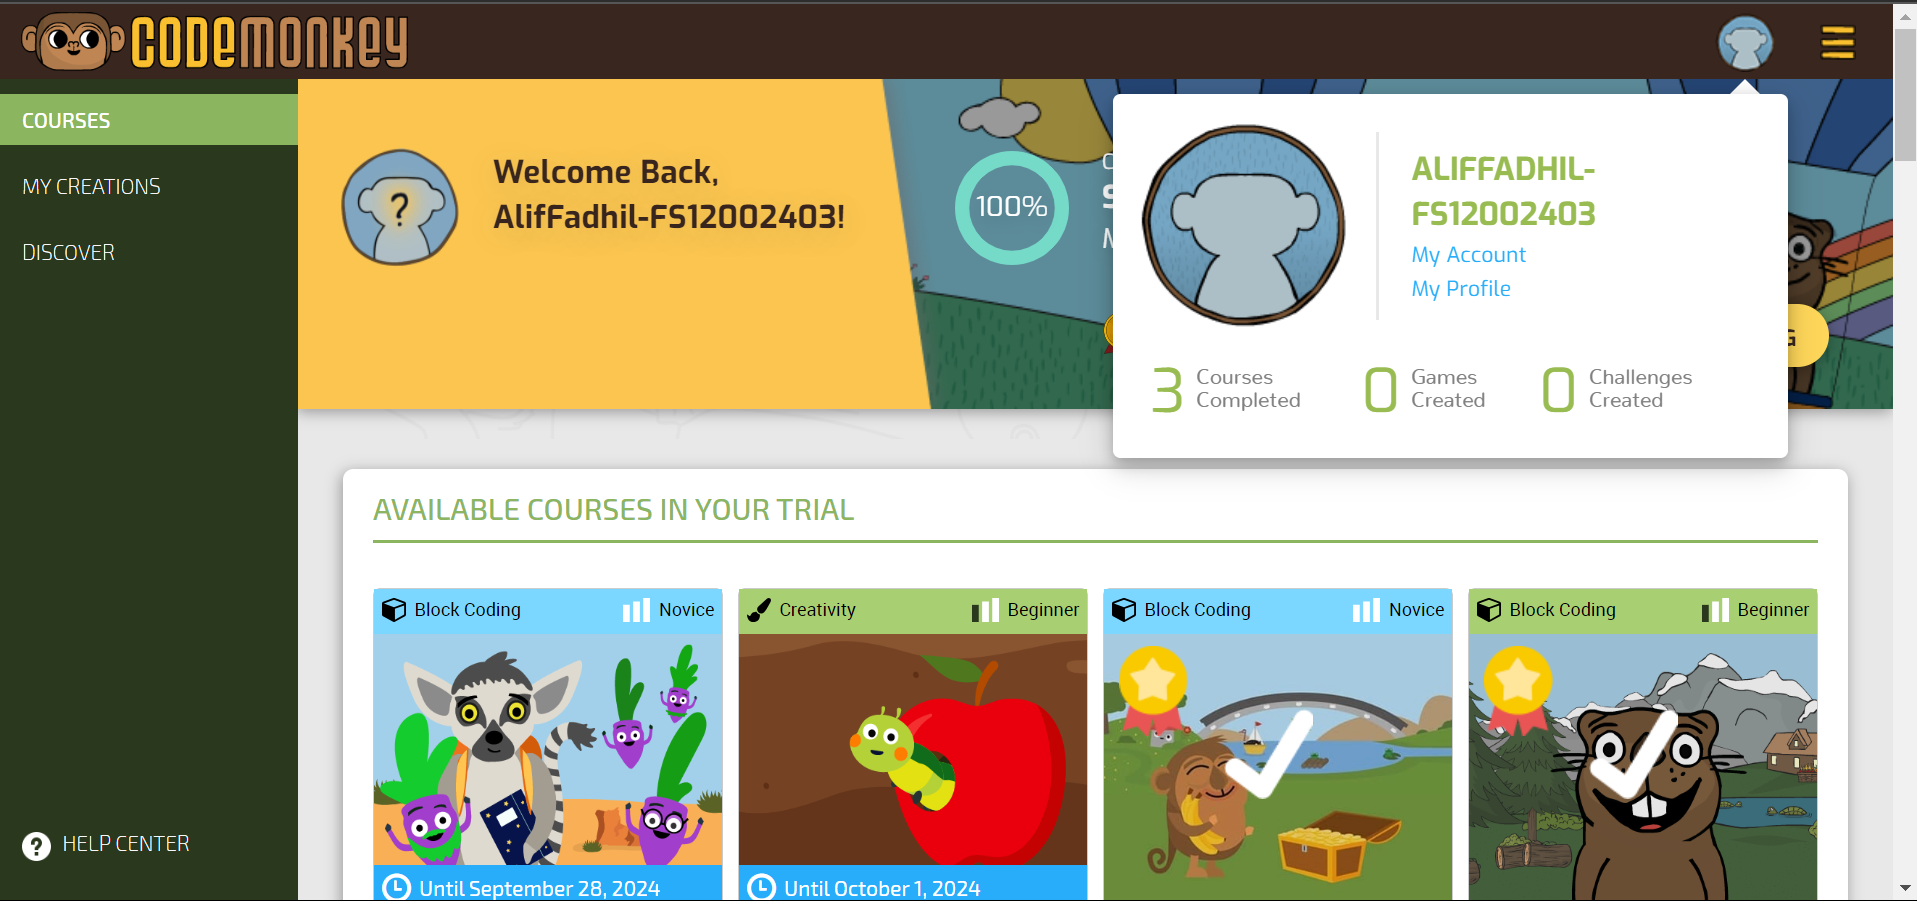 CODEMONKEY
COURSES
MY CREATIONS
DISCOVER
HELP CENTER
Welcome Back,
AlifFadhil-FS12002403!
100%
ALIFFADHIL-
FS12002403
My Account
My Profile
3 Courses
Completed
0 Games
Created
0 Challenges
Created
AVAILABLE COURSES IN YOUR TRIAL
Block Coding Novice
Creativity Beginner
Block Coding Novice
Block Coding Beginner
Until September 28, 2024
Until October 1, 2024